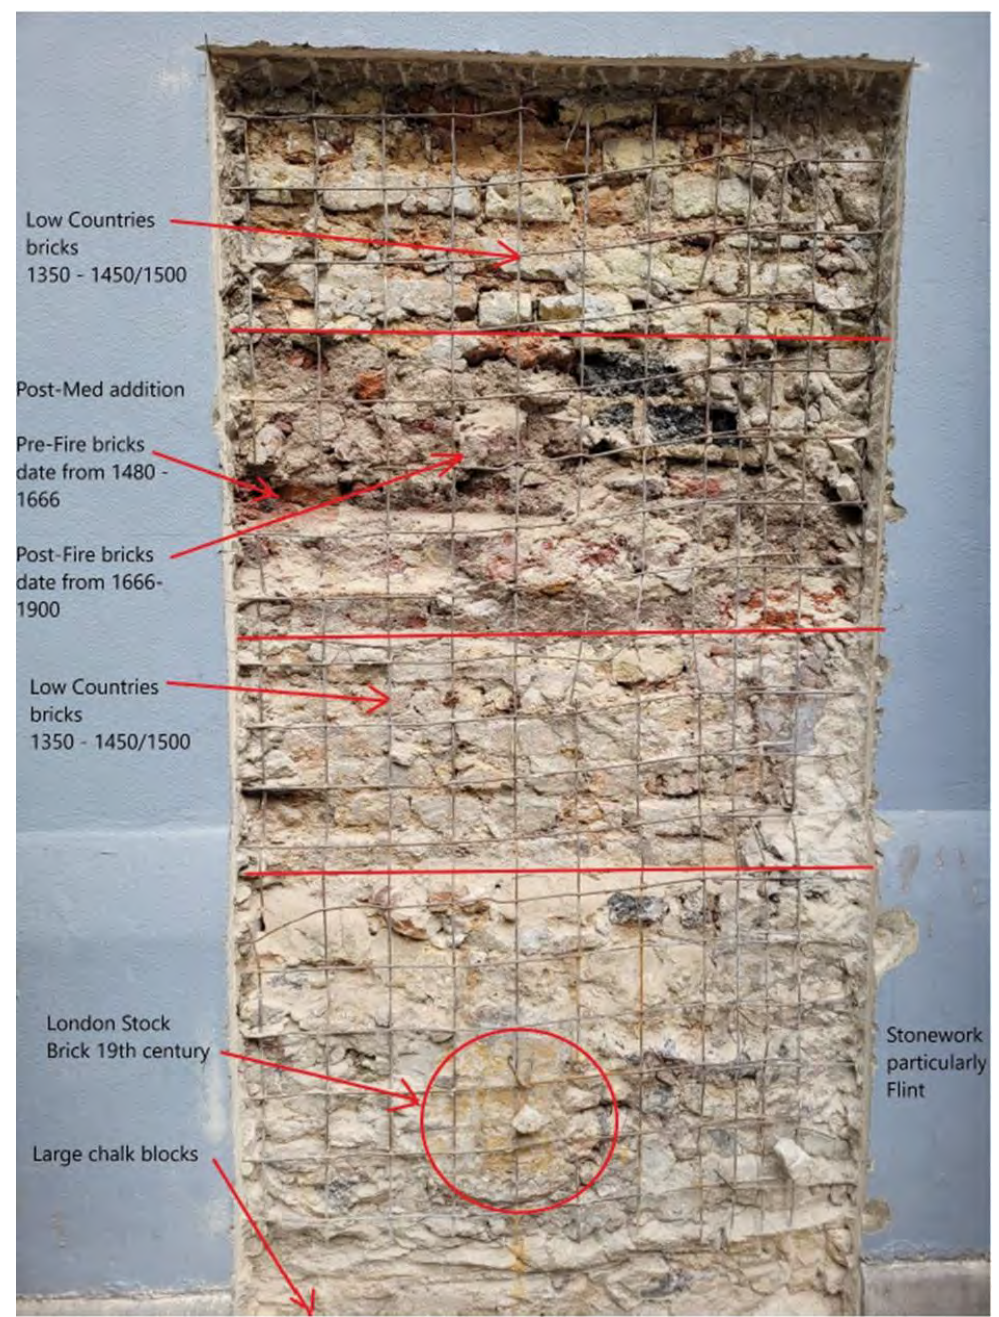 Low Countries
bricks
1350 - 1450/1500
Post-Med addition
Pre-Fire bricks
date from 1480 -
1666
Post-Fire bricks
date from 1666-
1900
Low Countries
bricks
1350 - 1450/1500
London Stock
Brick 19th century
Stonework
particularly
Flint
Large chalk blocks